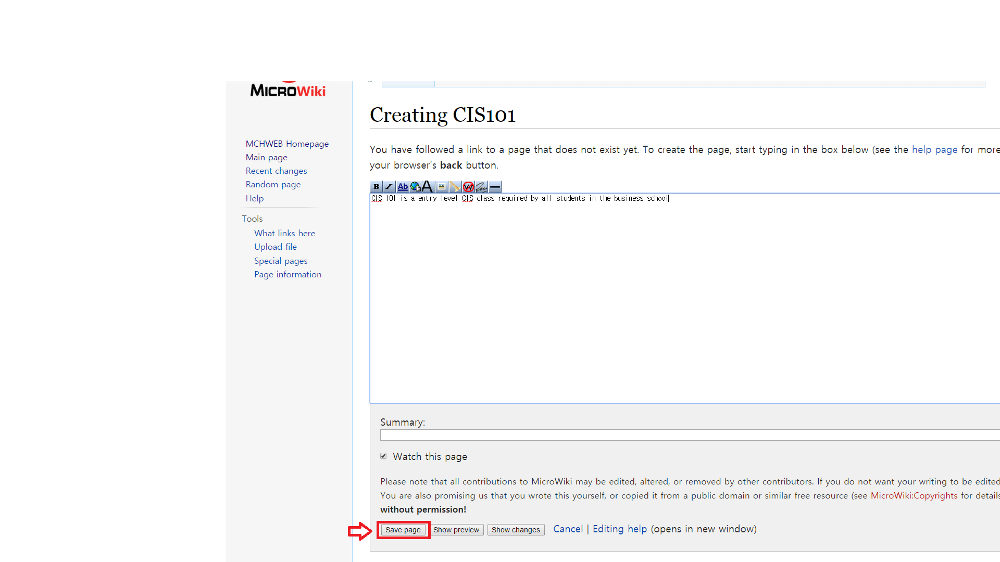 MICROWiki
Creating CIS101
MCHWEB Homepage
Main page
Recent changes
Random page
Help
Tools
What links here
Upload file
Special pages
Page information
You have followed a link to a page that does not exist yet. To create the page, start typing in the box below (see the help page for more
your browser's back button.
B I Ab A W
CIS 101 is a entry level CIS class required by all students in the business school
Summary:
Watch this page
Please note that all contributions to MicroWiki may be edited, altered, or removed by other contributors. If you do not want your writing to be edited
You are also promising us that you wrote this yourself, or copied it from a public domain or similar free resource (see MicroWiki:Copyrights for details
without permission!
Save page Show preview Show changes Cancel | Editing help (opens in new window)